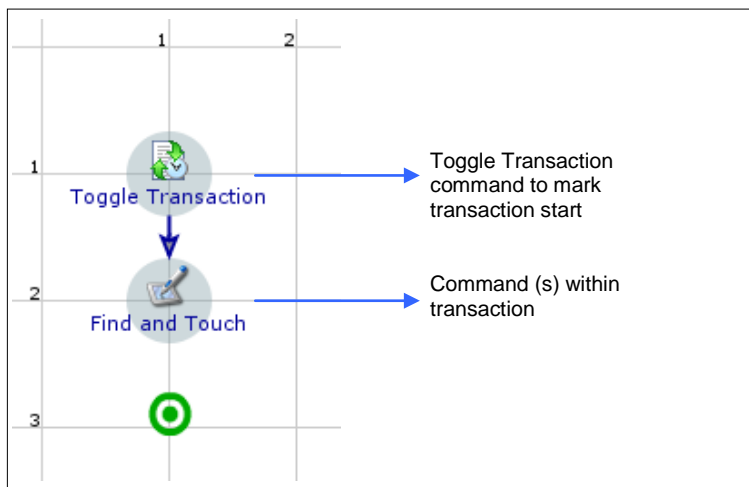 1 2
1
Toggle Transaction
Toggle Transaction
command to mark
transaction start
2
Find and Touch
Command (s) within
transaction
3